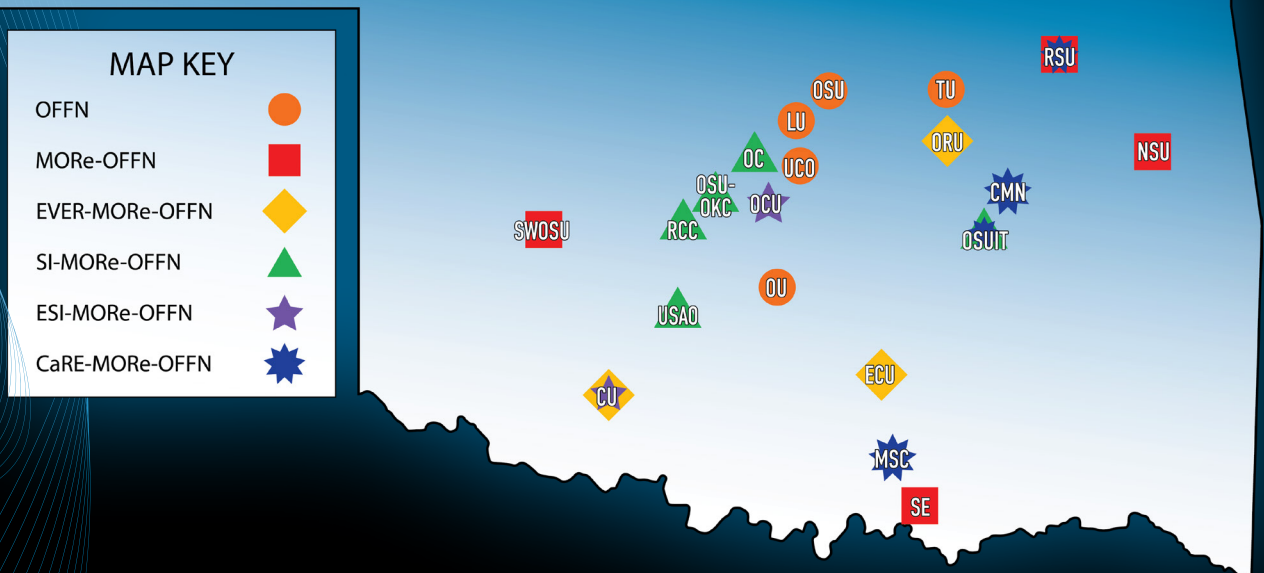 MAP KEY
OFFN
MORe-OFFN
EVER-MORe-OFFN
SI-MORe-OFFN
ESI-MORe-OFFN
CaRE-MORe-OFFN
RSU
OSU
TU
LU
ORU
NSU
OC
UCO
OSU-
OKC
OCU
CMN
RCC
SWOSU
OSUIT
OU
USAO
ECU
CU
MSC
SE